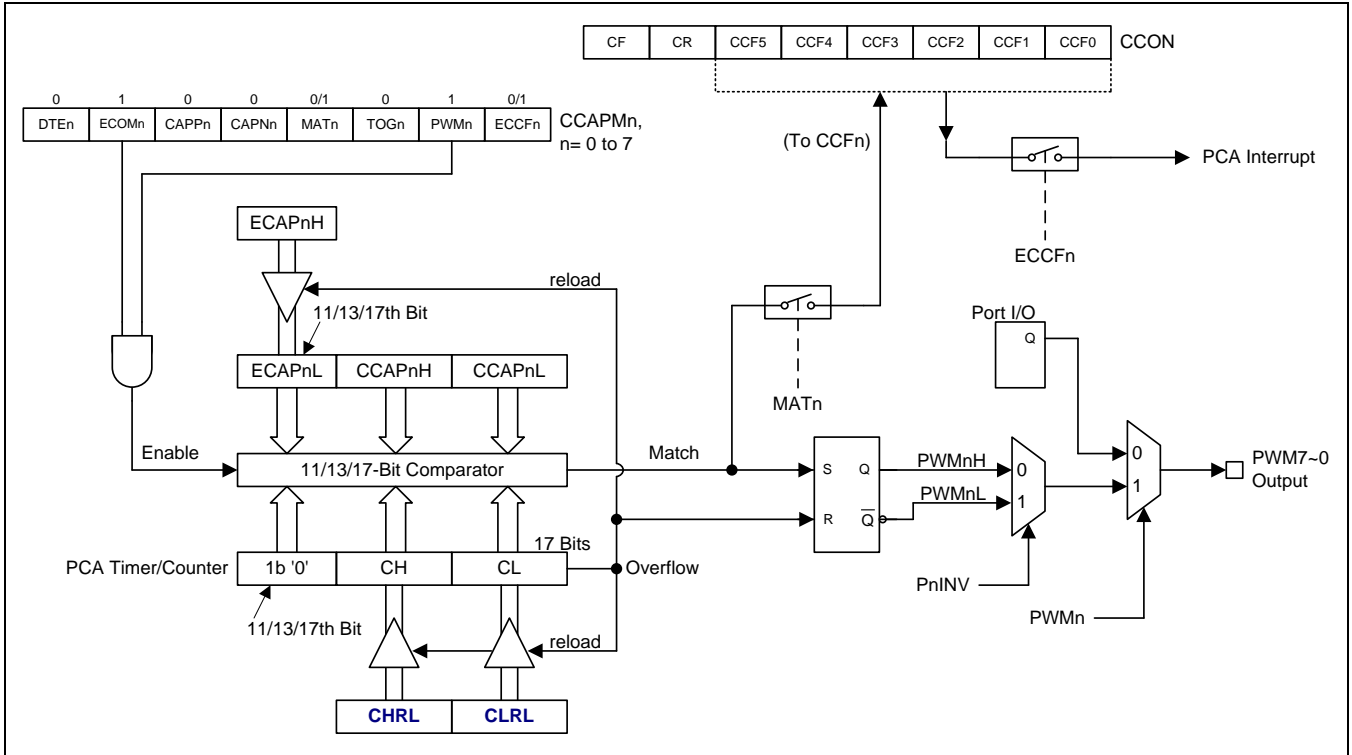 CF CR CCF5 CCF4 CCF3 CCF2 CCF1 CCF0 CCON
0 1 0 0 0/1 0 1 0/1
DTEn ECOMn CAPPn CAPNn MATn TOGn PWMn ECCFn
CCAPMn,
n= 0 to 7
(To CCFn)
PCA Interrupt
ECCFn
ECAPnH
reload
11/13/17th Bit
Port I/O
Q
ECAPnL CCAPnH CCAPnL
MATn
Enable
11/13/17-Bit Comparator
Match
S Q
R Q
PWMnH
PWMnL
0
1
0
1
PWM7~0
Output
17 Bits
PCA Timer/Counter
1b '0' CH CL
Overflow
11/13/17th Bit
reload
PnINV
PWMn
CHRL CLRL